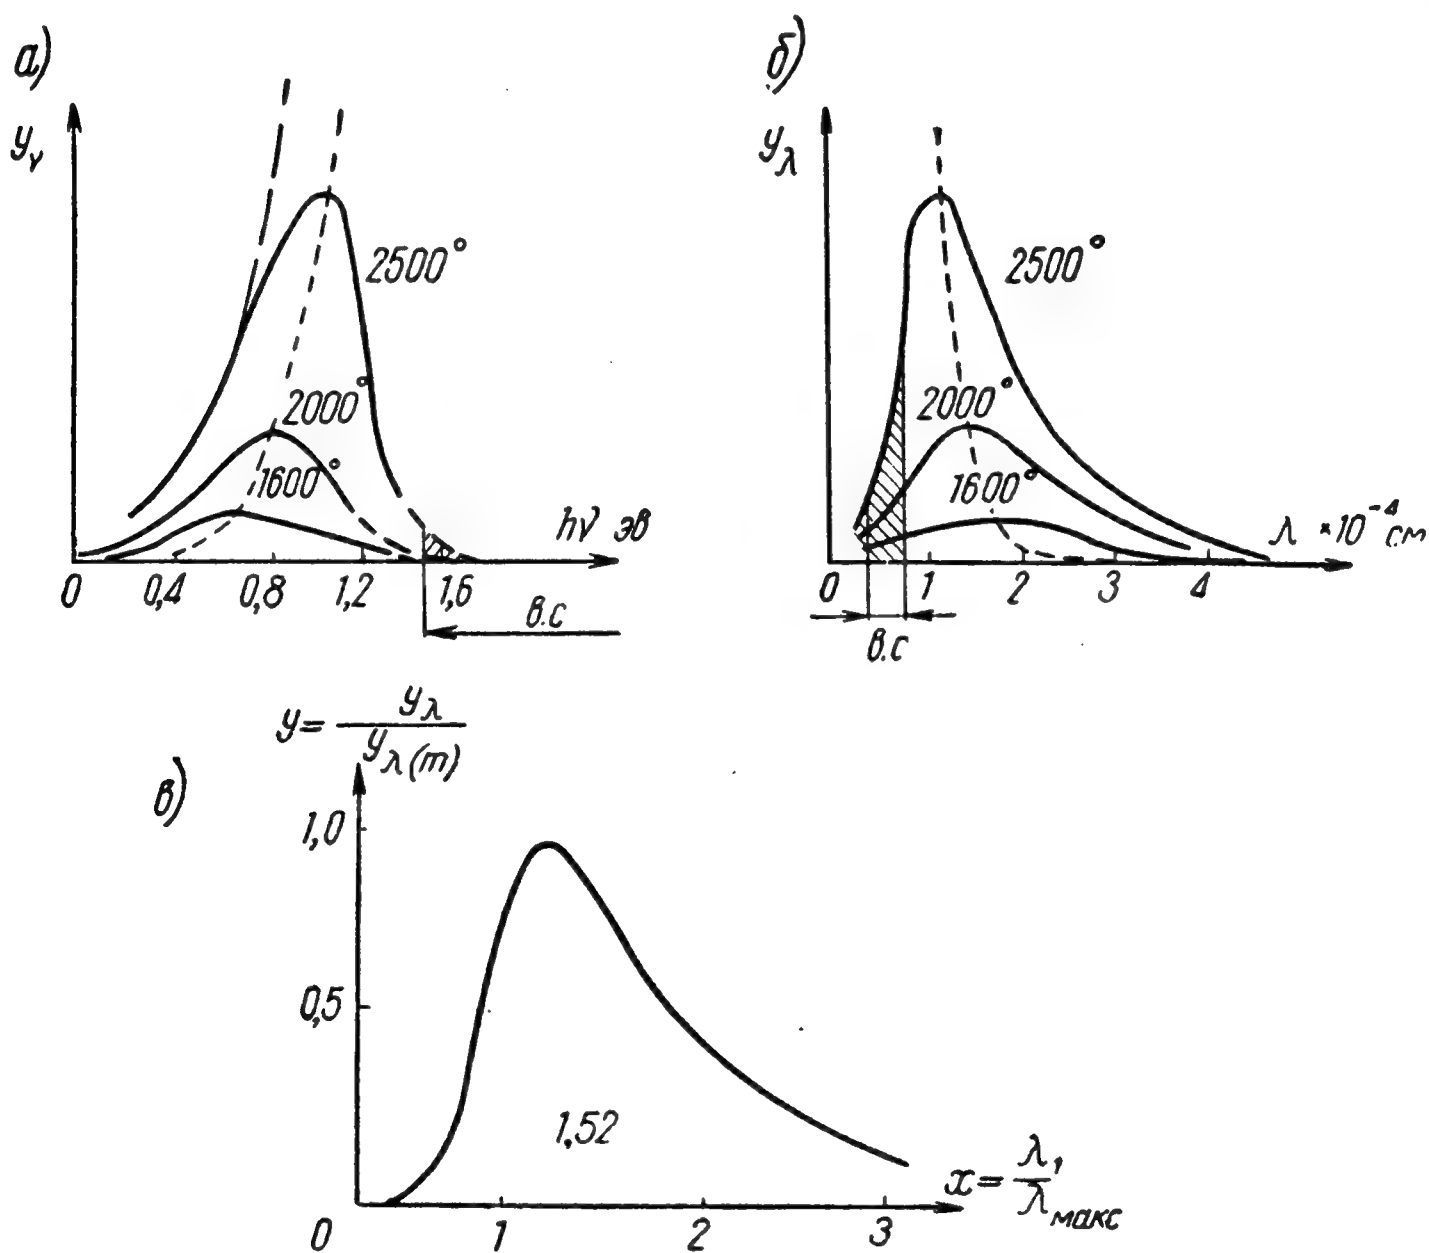 а)
yν
2500°
2000°
1600°
hν эв
0 0,4 0,8 1,2 1,6
в.с
б)
yλ
2500°
2000°
1600°
λ ×10⁻⁴ см
0 1 2 3 4
в.с
y= yλ / yλ(m)
в)
1,0
0,5
1,52
x= λ, / λмакс
0 1 2 3